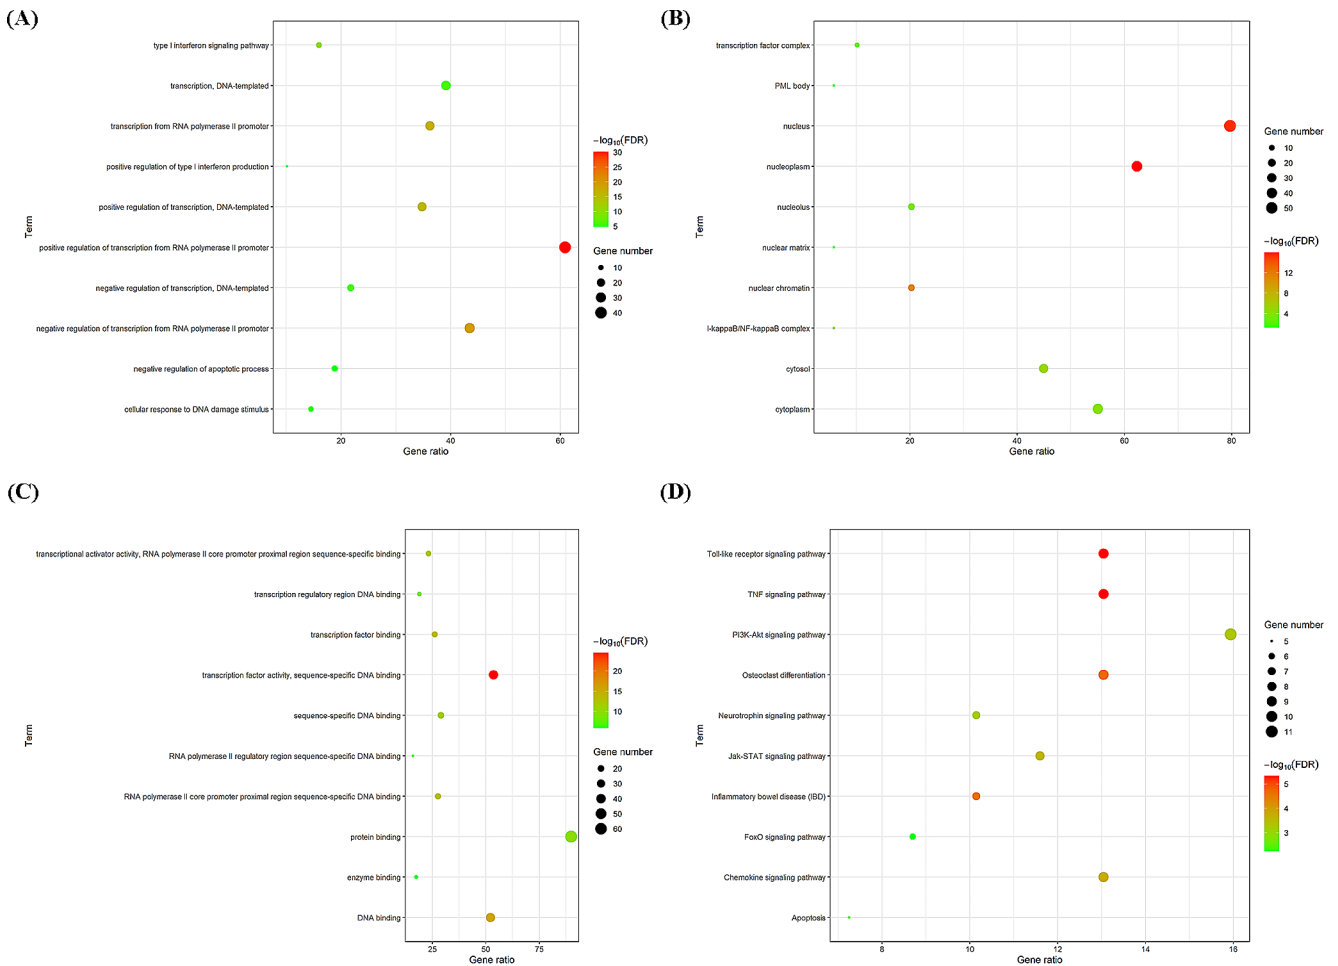 (A)
type I interferon signaling pathway
transcription, DNA-templated
transcription from RNA polymerase II promoter
positive regulation of type I interferon production
positive regulation of transcription, DNA-templated
positive regulation of transcription from RNA polymerase II promoter
negative regulation of transcription, DNA-templated
negative regulation of transcription from RNA polymerase II promoter
negative regulation of apoptotic process
cellular response to DNA damage stimulus
Term
20 40 60
Gene ratio
−log10(FDR)
30
25
20
15
10
5
Gene number
10
20
30
40
(B)
transcription factor complex
PML body
nucleus
nucleoplasm
nucleolus
nuclear matrix
nuclear chromatin
I-kappaB/NF-kappaB complex
cytosol
cytoplasm
Term
20 40 60 80
Gene ratio
Gene number
10
20
30
40
50
−log10(FDR)
12
8
4
(C)
transcriptional activator activity, RNA polymerase II core promoter proximal region sequence-specific binding
transcription regulatory region DNA binding
transcription factor binding
transcription factor activity, sequence-specific DNA binding
sequence-specific DNA binding
RNA polymerase II regulatory region sequence-specific DNA binding
RNA polymerase II core promoter proximal region sequence-specific DNA binding
protein binding
enzyme binding
DNA binding
Term
25 50 75
Gene ratio
−log10(FDR)
20
15
10
Gene number
20
30
40
50
60
(D)
Toll-like receptor signaling pathway
TNF signaling pathway
PI3K-Akt signaling pathway
Osteoclast differentiation
Neurotrophin signaling pathway
Jak-STAT signaling pathway
Inflammatory bowel disease (IBD)
FoxO signaling pathway
Chemokine signaling pathway
Apoptosis
Term
8 10 12 14 16
Gene ratio
Gene number
5
6
7
8
9
10
11
−log10(FDR)
5
4
3